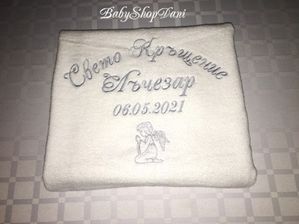 BabyShopDani
Свето Кръщение
Лъчезар
06.05.2021